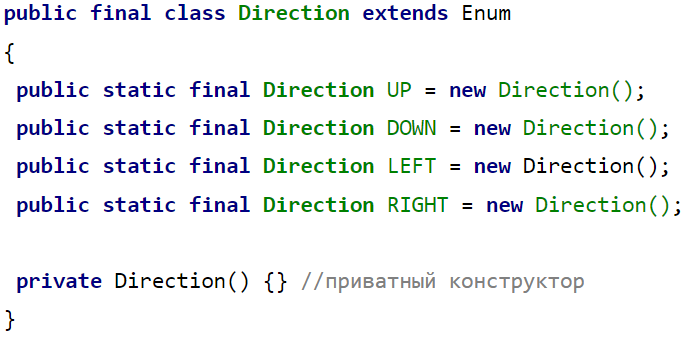 public final class Direction extends Enum
{
public static final Direction UP = new Direction();
public static final Direction DOWN = new Direction();
public static final Direction LEFT = new Direction();
public static final Direction RIGHT = new Direction();
private Direction() {} //приватный конструктор
}